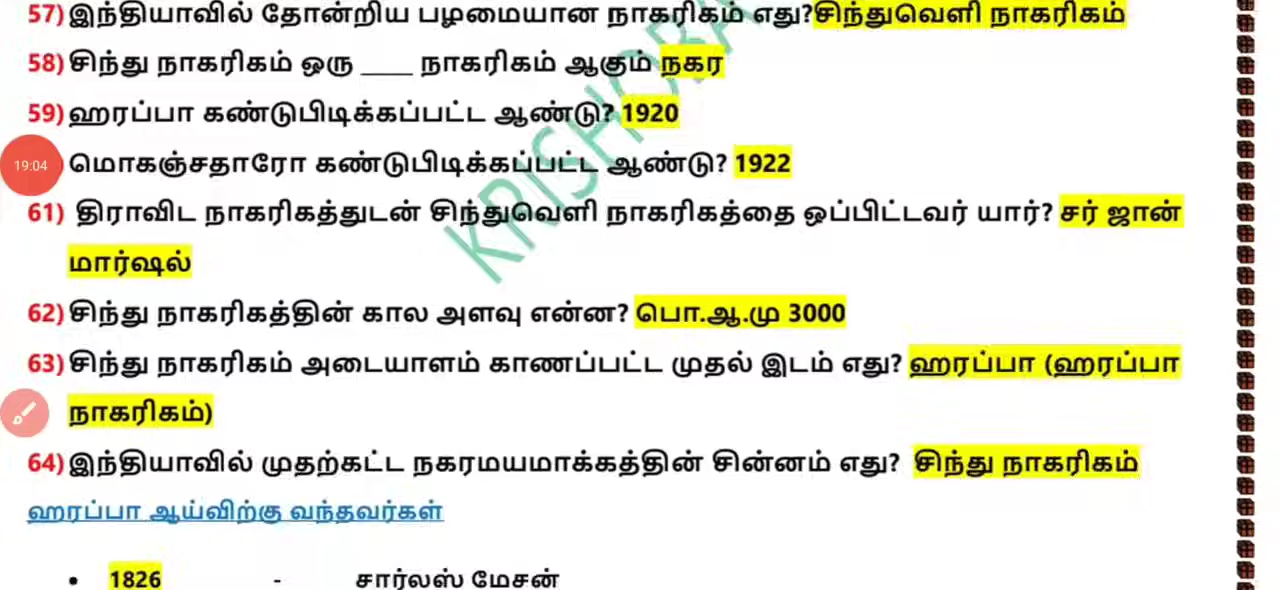 57) இந்தியாவில் தோன்றிய பழமையான நாகரிகம் எது?சிந்துவெளி நாகரிகம்
58) சிந்து நாகரிகம் ஒரு ____ நாகரிகம் ஆகும் நகர
59) ஹரப்பா கண்டுபிடிக்கப்பட்ட ஆண்டு? 1920
19:04 ) மொகஞ்சதாரோ கண்டுபிடிக்கப்பட்ட ஆண்டு? 1922
61) திராவிட நாகரிகத்துடன் சிந்துவெளி நாகரிகத்தை ஒப்பிட்டவர் யார்? சர் ஜான்
மார்ஷல்
62) சிந்து நாகரிகத்தின் கால அளவு என்ன? பொ.ஆ.மு 3000
63) சிந்து நாகரிகம் அடையாளம் காணப்பட்ட முதல் இடம் எது? ஹரப்பா (ஹரப்பா
நாகரிகம்)
64) இந்தியாவில் முதற்கட்ட நகரமயமாக்கத்தின் சின்னம் எது? சிந்து நாகரிகம்
ஹரப்பா ஆய்விற்கு வந்தவர்கள்
• 1826 - சார்லஸ் மேசன்